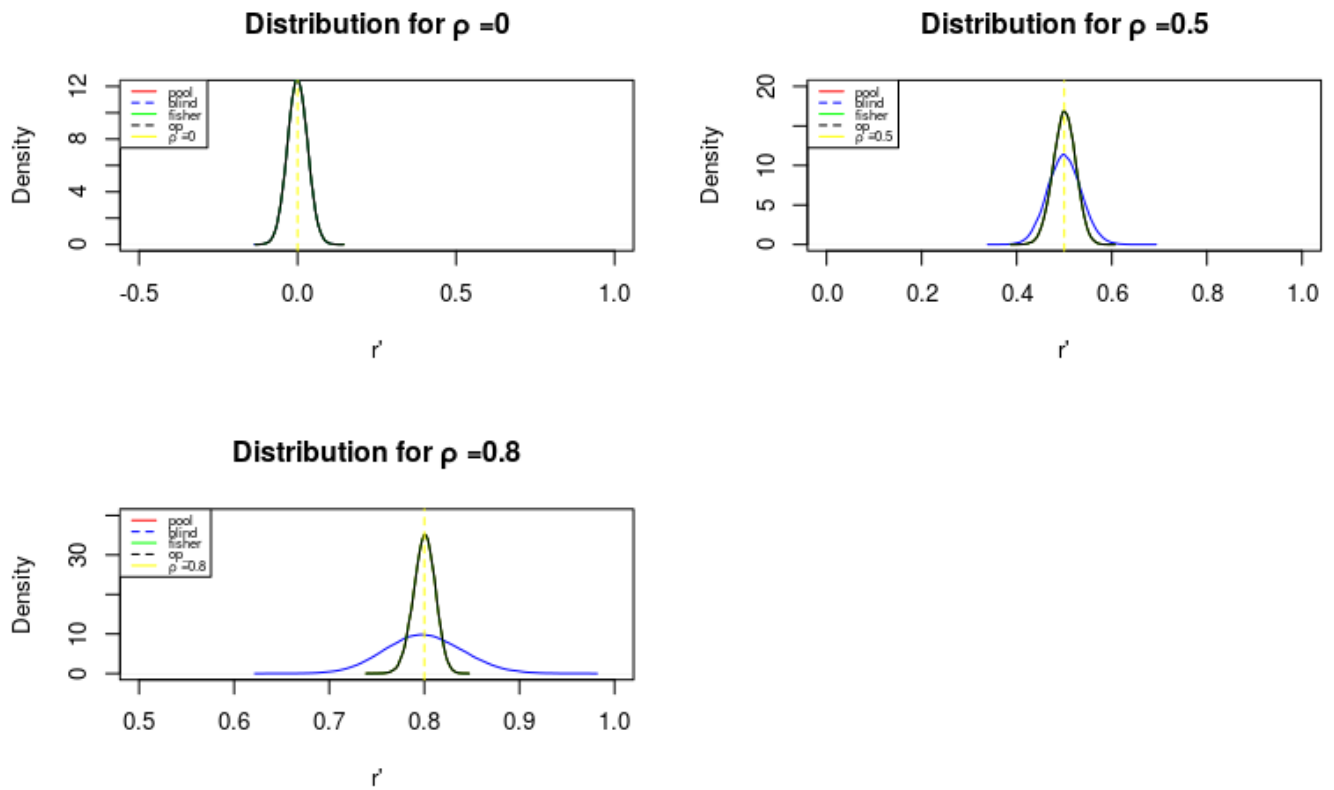 Distribution for ρ =0
Density
12
8
4
0
pool
blind
fisher
op
ρ =0
-0.5 0.0 0.5 1.0
r'
Distribution for ρ =0.5
Density
20
10
5
0
pool
blind
fisher
op
ρ =0.5
0.0 0.2 0.4 0.6 0.8 1.0
r'
Distribution for ρ =0.8
Density
30
10
0
pool
blind
fisher
op
ρ =0.8
0.5 0.6 0.7 0.8 0.9 1.0
r'